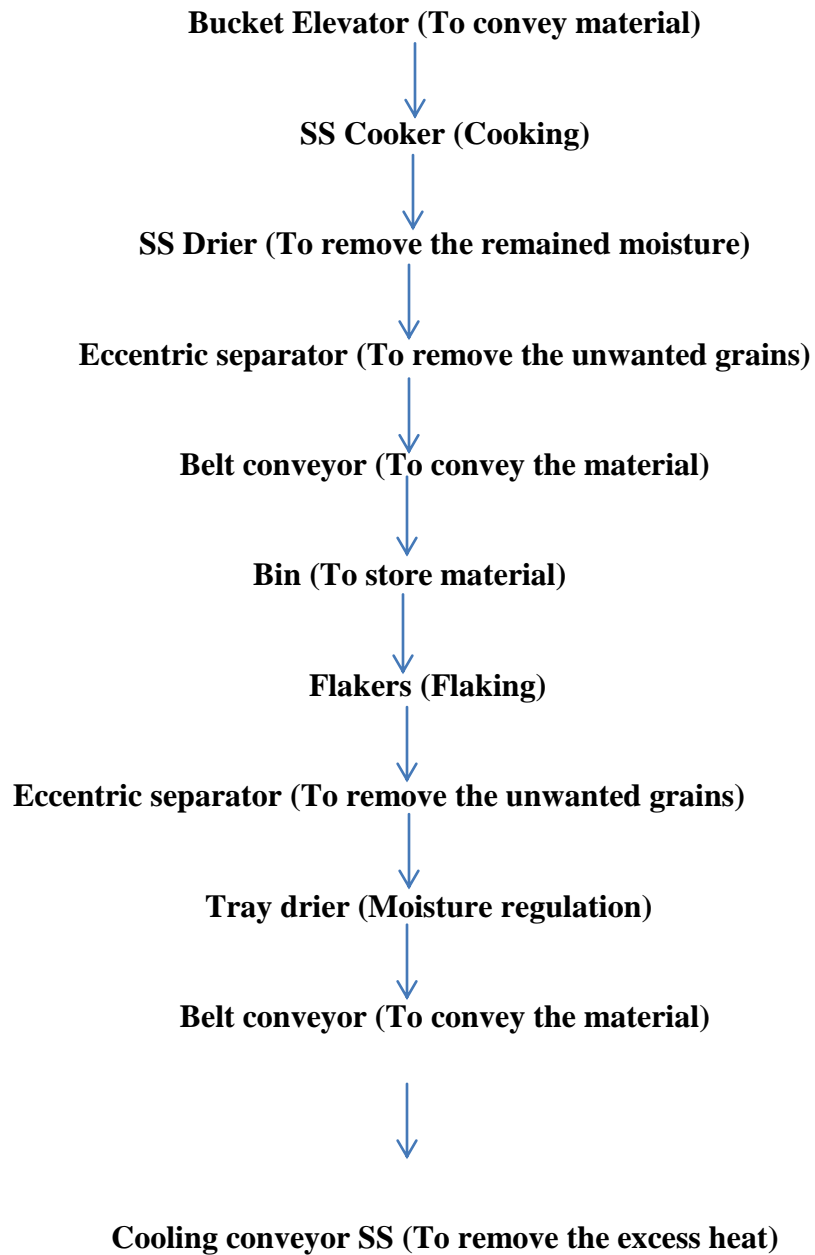 Bucket Elevator (To convey material)
SS Cooker (Cooking)
SS Drier (To remove the remained moisture)
Eccentric separator (To remove the unwanted grains)
Belt conveyor (To convey the material)
Bin (To store material)
Flakers (Flaking)
Eccentric separator (To remove the unwanted grains)
Tray drier (Moisture regulation)
Belt conveyor (To convey the material)
Cooling conveyor SS (To remove the excess heat)